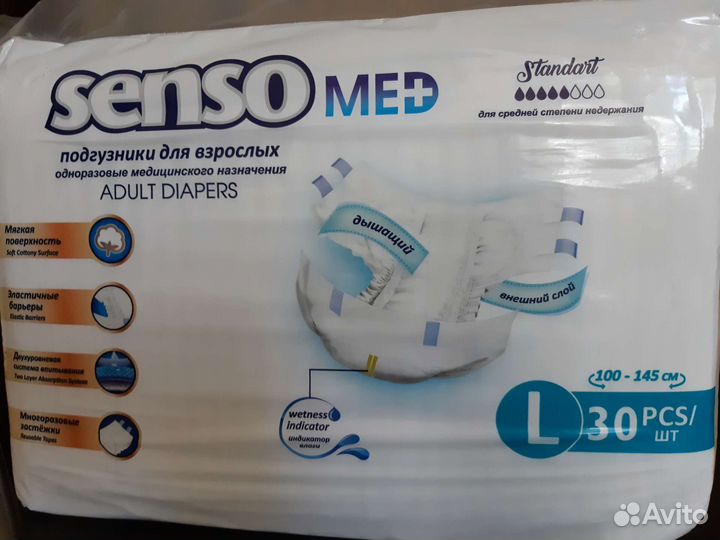 senso MED
Standart
для средней степени недержания
подгузники для взрослых
одноразовые медицинского назначения
ADULT DIAPERS
Мягкая
поверхность
Soft Cottony Surface
дышащий
внешний слой
Эластичные
барьеры
Elastic Barriers
Двухуровневая
система впитывания
Two Layer Absorption System
Многоразовые
застёжки
Reusable Tapes
wetness
Indicator
индикатор
влаги
100 - 145 см
L 30 PCS/
шт
Avito